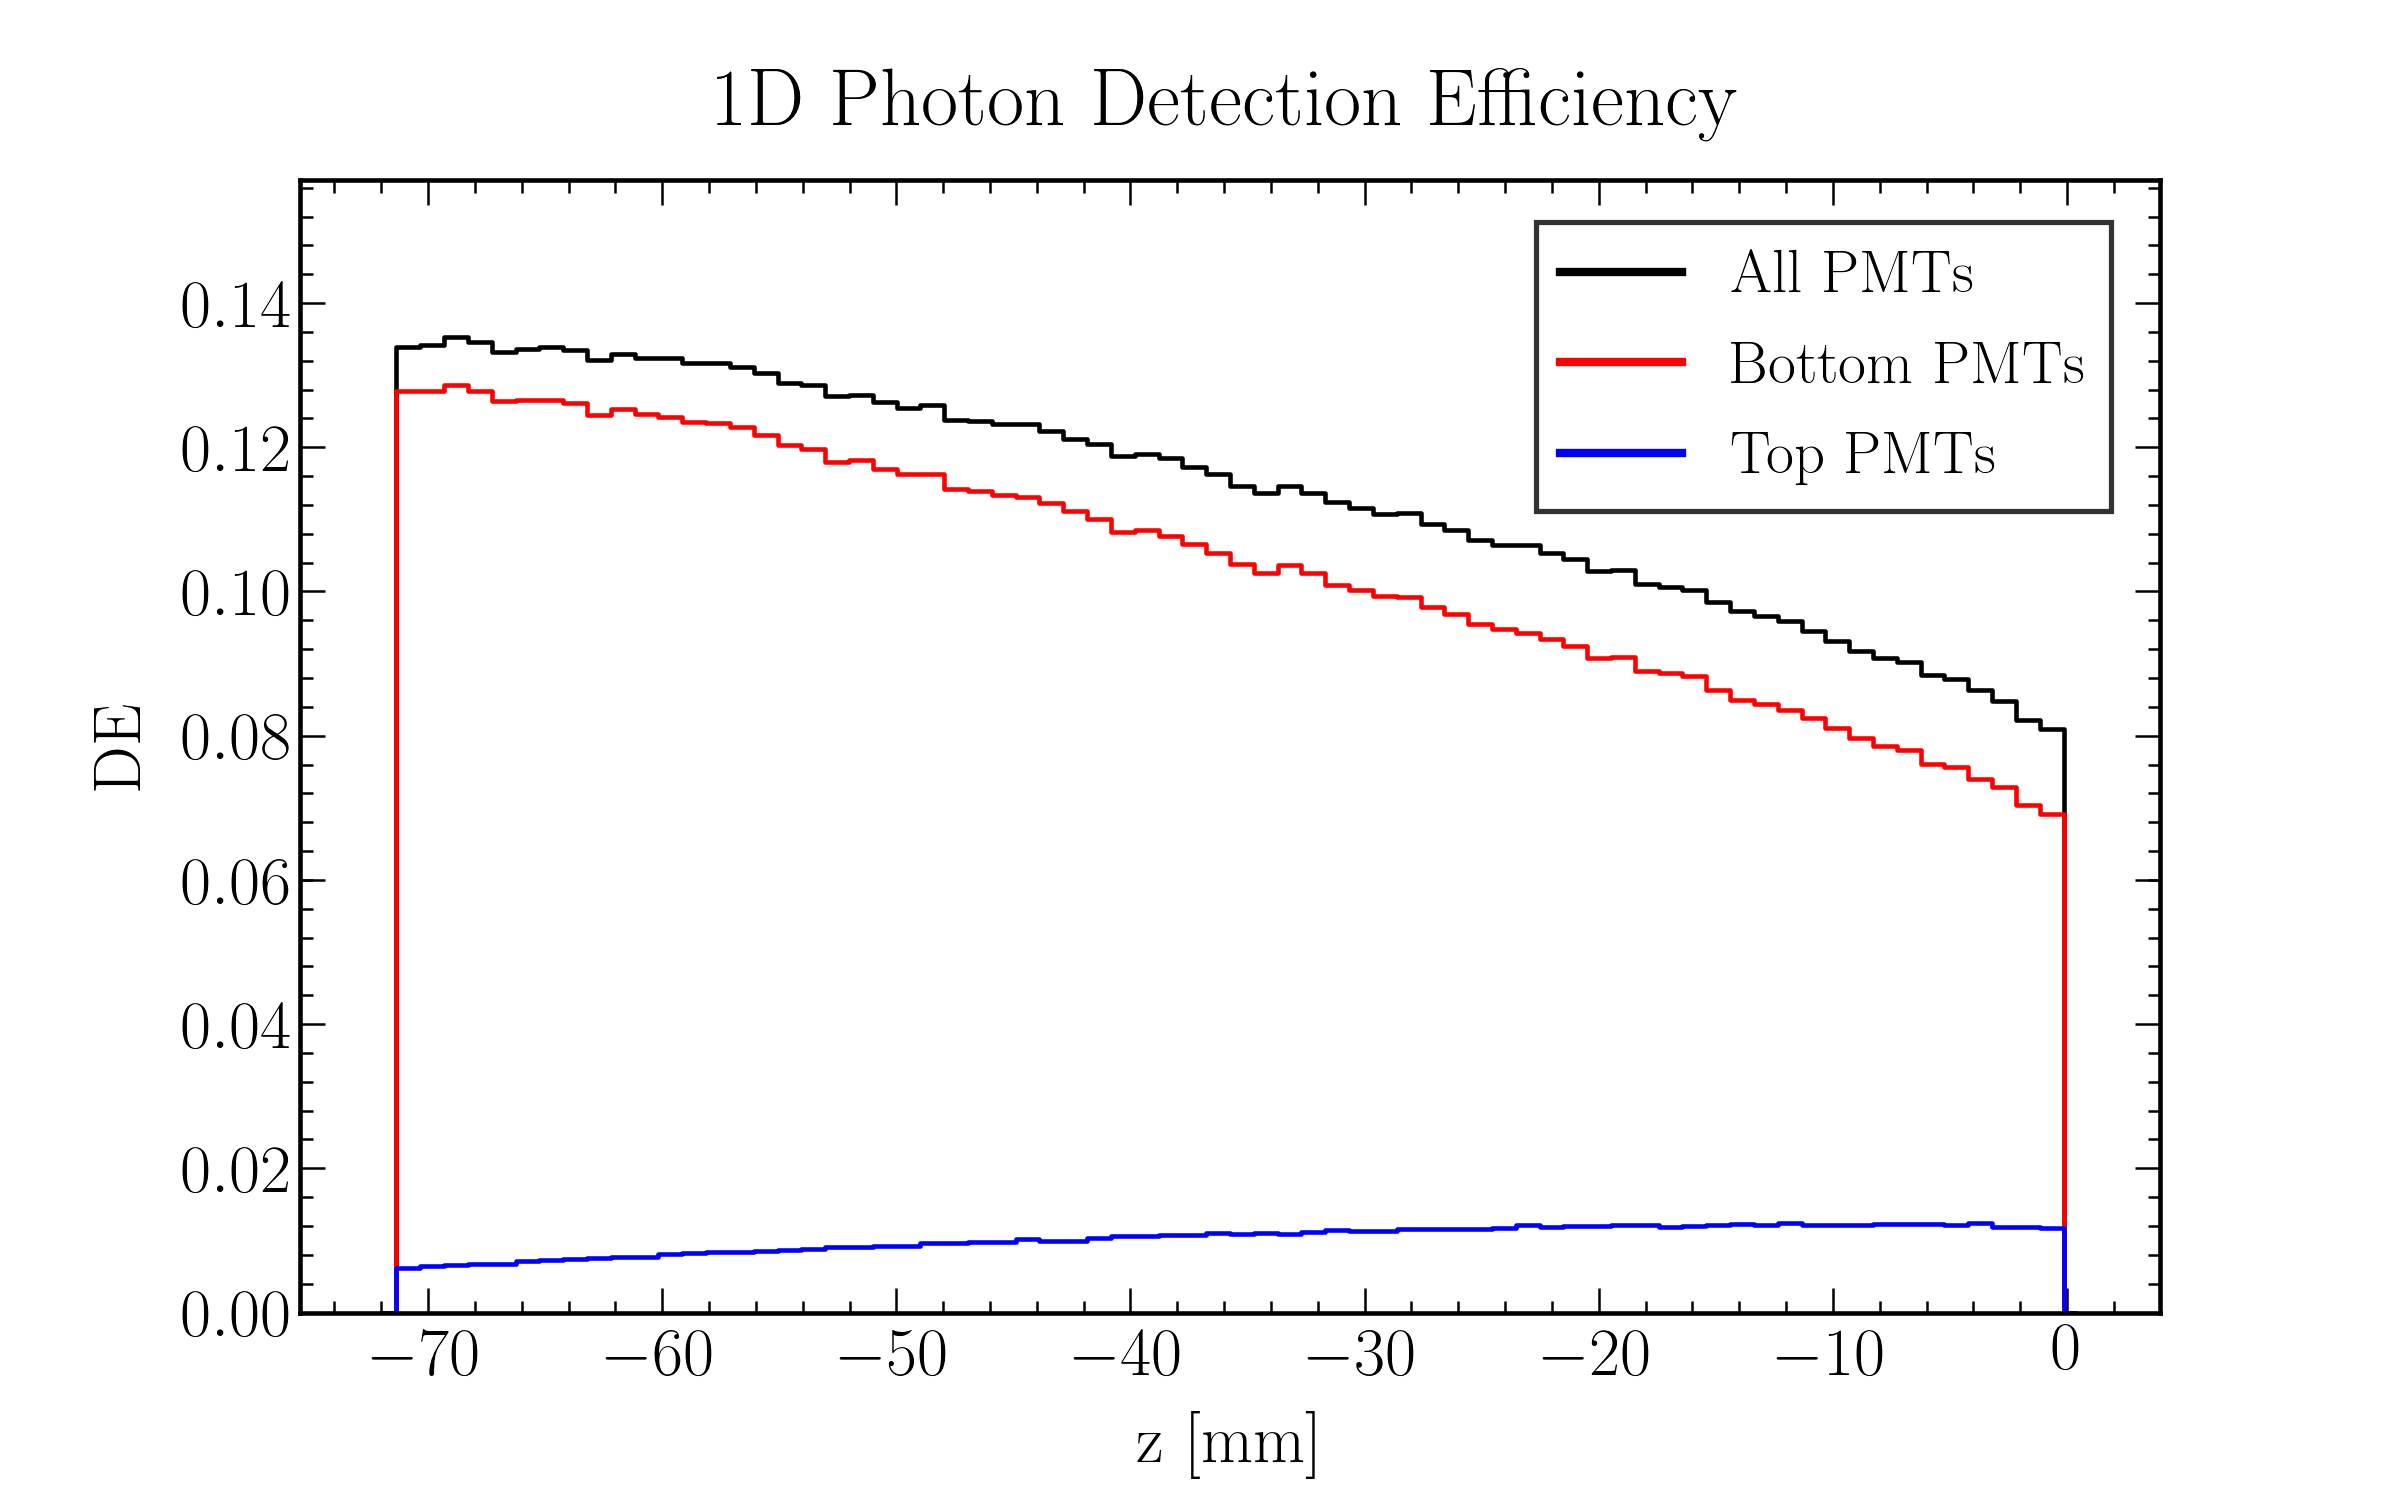 1D Photon Detection Efficiency
All PMTs
Bottom PMTs
Top PMTs
DE
0.14
0.12
0.10
0.08
0.06
0.04
0.02
0.00
−70 −60 −50 −40 −30 −20 −10 0
z [mm]